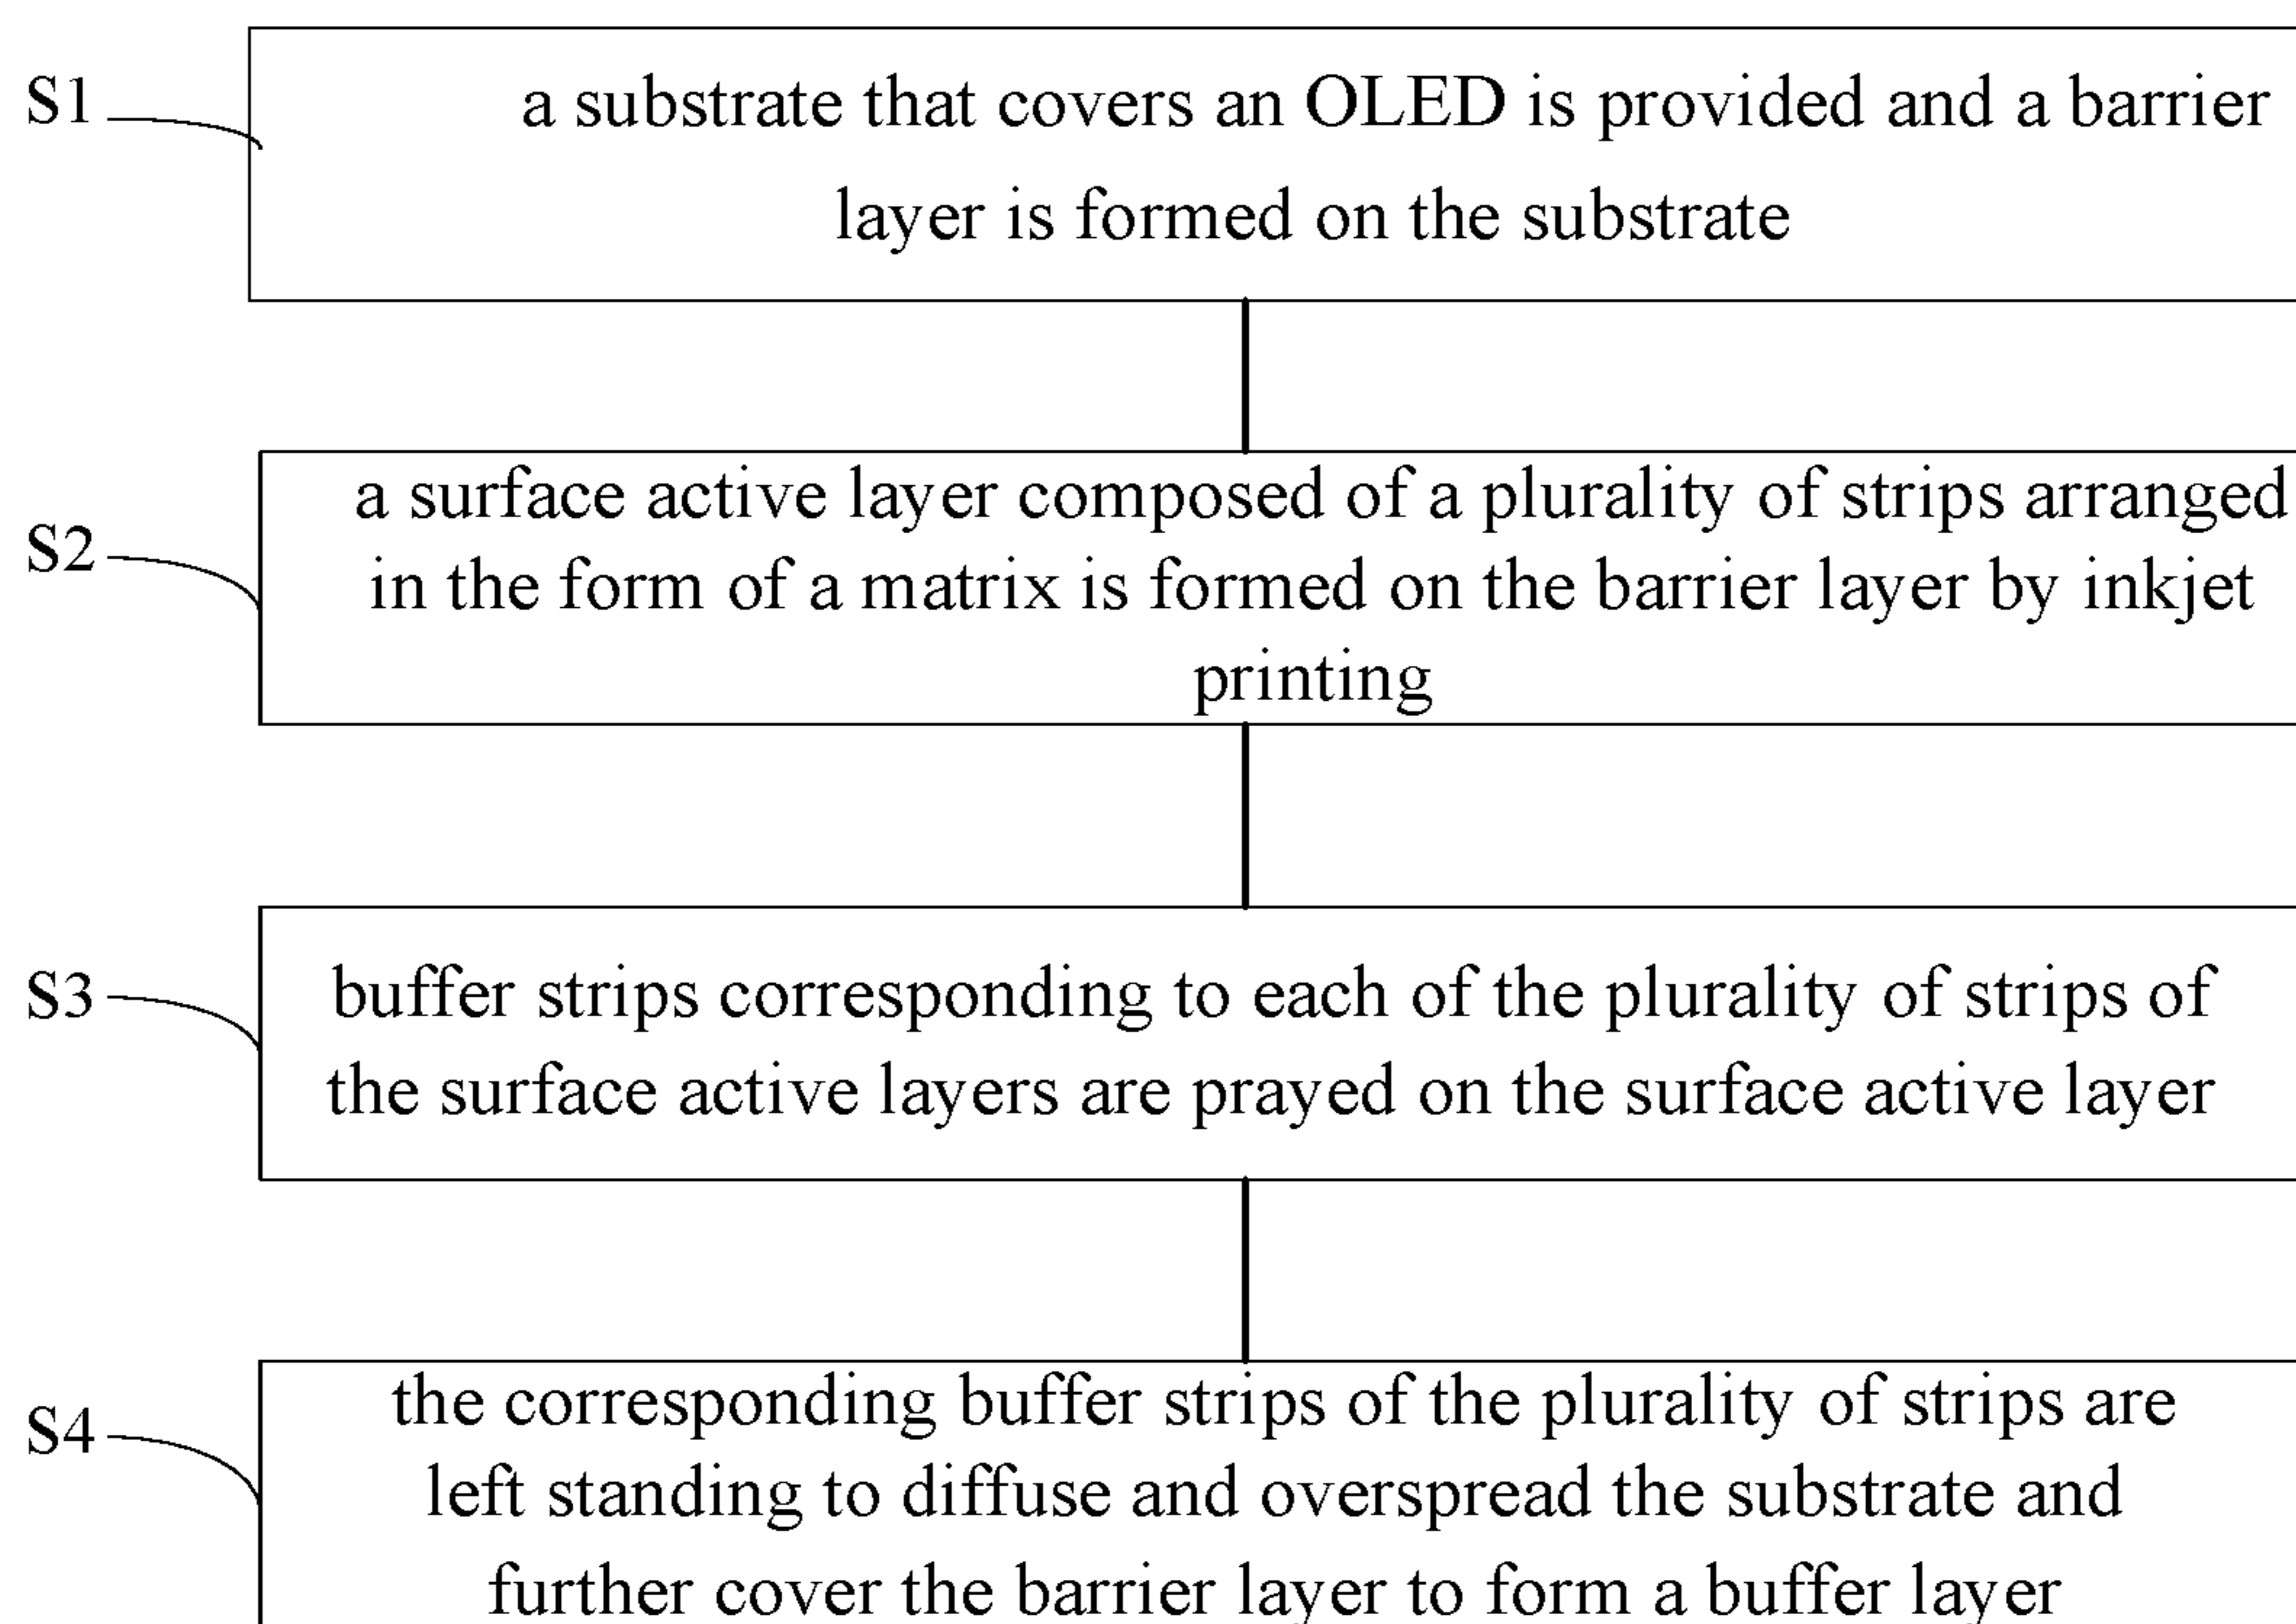 S1
a substrate that covers an OLED is provided and a barrier
layer is formed on the substrate
S2
a surface active layer composed of a plurality of strips arranged
in the form of a matrix is formed on the barrier layer by inkjet
printing
S3
buffer strips corresponding to each of the plurality of strips of
the surface active layers are prayed on the surface active layer
S4
the corresponding buffer strips of the plurality of strips are
left standing to diffuse and overspread the substrate and
further cover the barrier layer to form a buffer layer